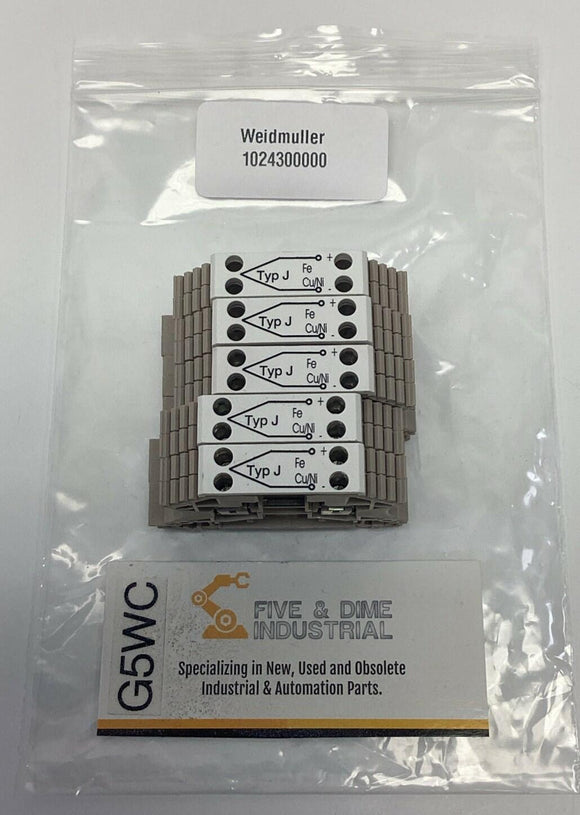 Weidmuller
1024300000
Typ J Fe + Cu/Ni -
Typ J Fe + Cu/Ni -
Typ J Fe + Cu/Ni -
Typ J Fe + Cu/Ni -
Typ J Fe + Cu/Ni -
G5WC
FIVE & DIME
INDUSTRIAL
Specializing in New, Used and Obsolete
Industrial & Automation Parts.